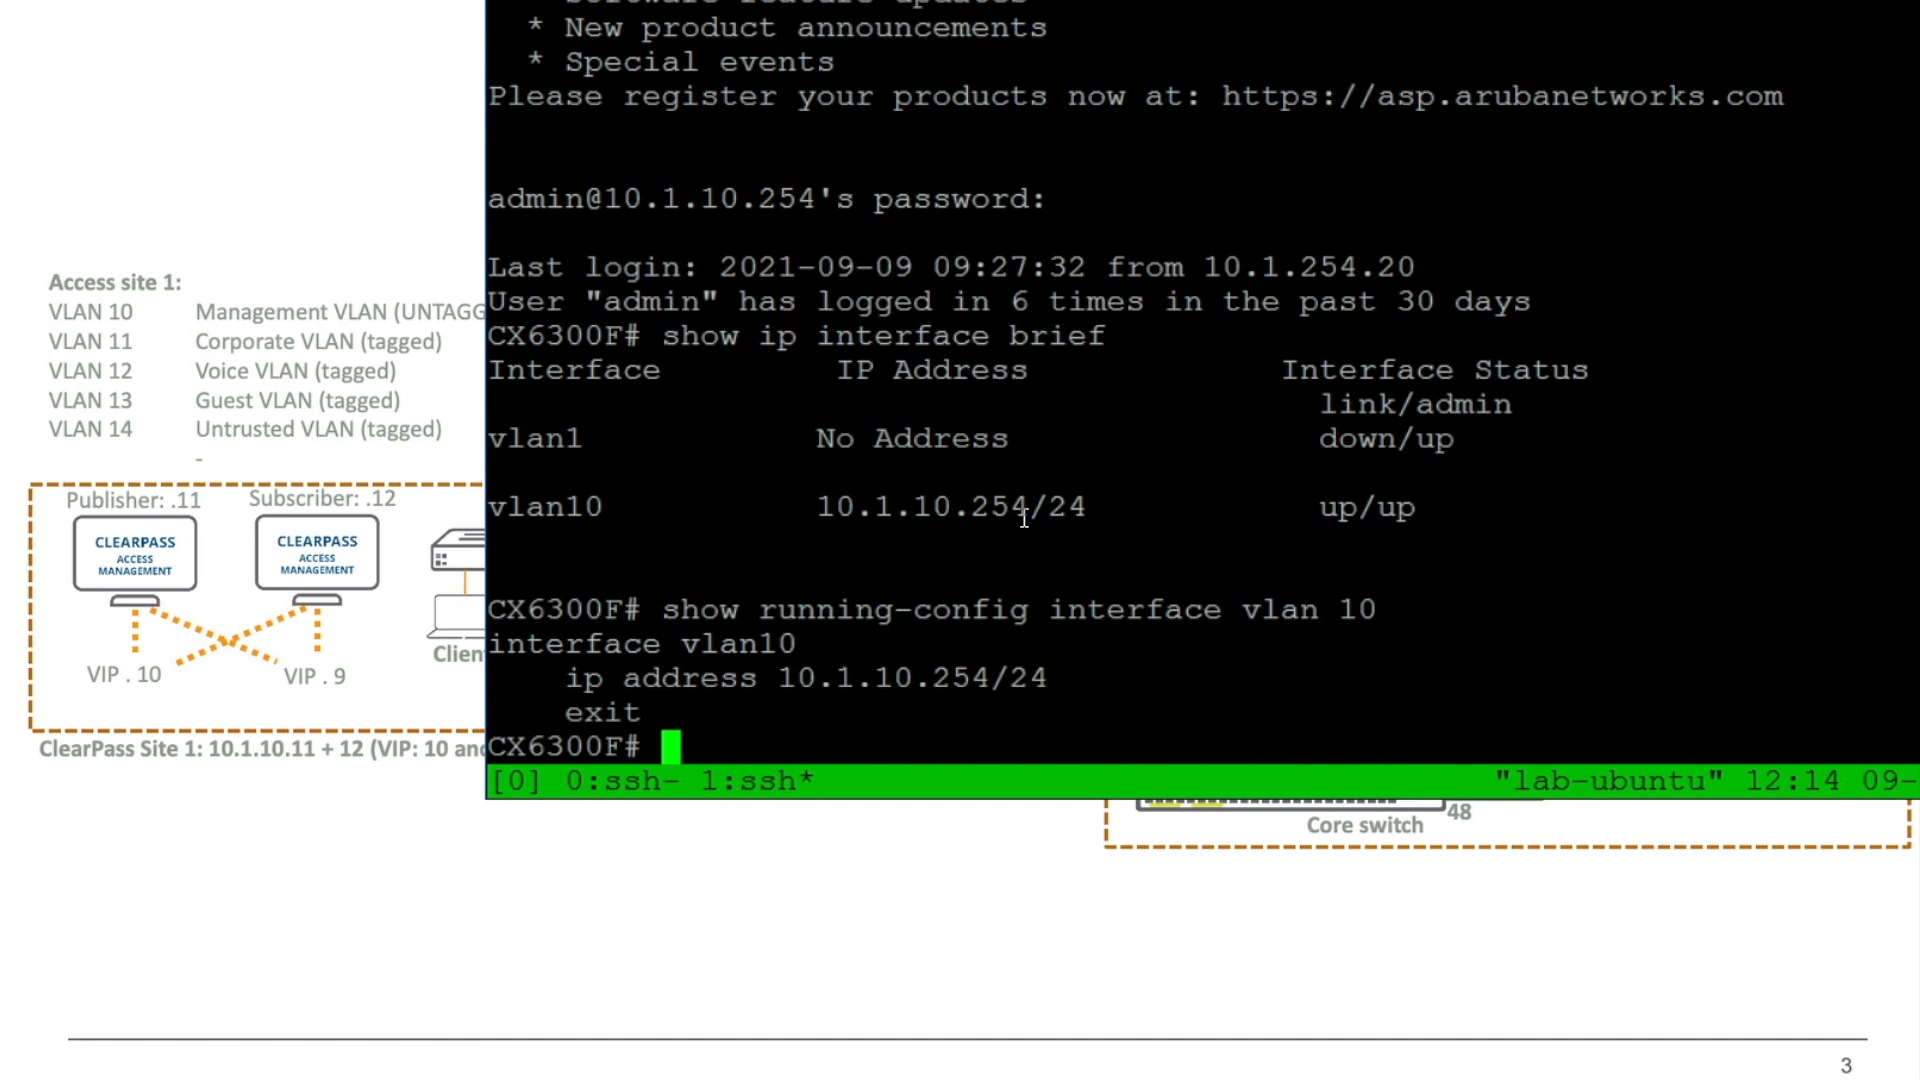 * New product announcements
* Special events
Please register your products now at: https://asp.arubanetworks.com
admin@10.1.10.254's password:
Last login: 2021-09-09 09:27:32 from 10.1.254.20
User "admin" has logged in 6 times in the past 30 days
CX6300F# show ip interface brief
Interface IP Address Interface Status
link/admin
vlan1 No Address down/up
vlan10 10.1.10.254/24 up/up
CX6300F# show running-config interface vlan 10
interface vlan10
ip address 10.1.10.254/24
exit
CX6300F#
[0] 0:ssh- 1:ssh* "lab-ubuntu" 12:14 09-
Access site 1:
VLAN 10 Management VLAN (UNTAGG
VLAN 11 Corporate VLAN (tagged)
VLAN 12 Voice VLAN (tagged)
VLAN 13 Guest VLAN (tagged)
VLAN 14 Untrusted VLAN (tagged)
-
Publisher: .11 Subscriber: .12
CLEARPASS
ACCESS
MANAGEMENT
CLEARPASS
ACCESS
MANAGEMENT
VIP . 10 VIP . 9
Clien
ClearPass Site 1: 10.1.10.11 + 12 (VIP: 10 and
48
Core switch
3